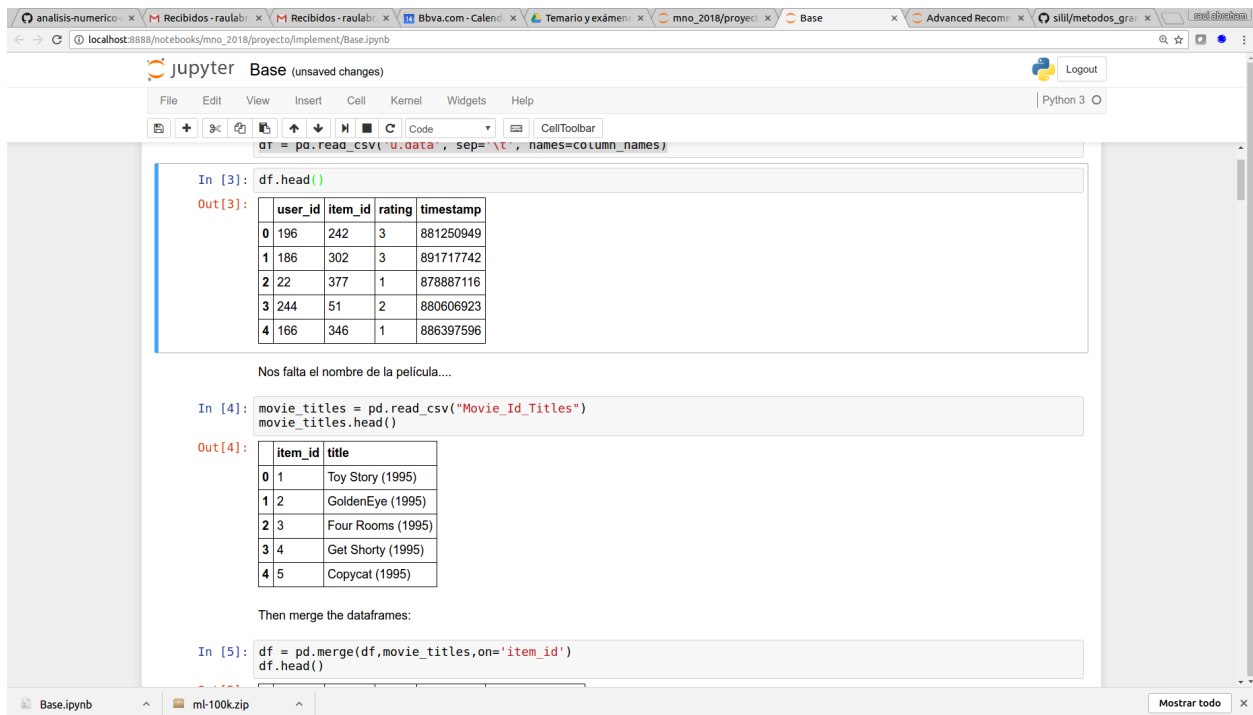 analisis-numerico-c
Recibidos - raulabr
Recibidos - raulabr
Bbva.com - Calend
Temario y exámene
mno_2018/proyect
Base
Advanced Recomm
silil/metodos_gran
raul abraham
localhost:8888/notebooks/mno_2018/proyecto/implement/Base.ipynb
jupyter Base (unsaved changes)
Logout
File Edit View Insert Cell Kernel Widgets Help
Python 3
Code
CellToolbar
df = pd.read_csv('u.data', sep='\t', names=column_names)
In [3]: df.head()
Out[3]:
user_id item_id rating timestamp
0 196 242 3 881250949
1 186 302 3 891717742
2 22 377 1 878887116
3 244 51 2 880606923
4 166 346 1 886397596
Nos falta el nombre de la película....
In [4]: movie_titles = pd.read_csv("Movie_Id_Titles")
movie_titles.head()
Out[4]:
item_id title
0 1 Toy Story (1995)
1 2 GoldenEye (1995)
2 3 Four Rooms (1995)
3 4 Get Shorty (1995)
4 5 Copycat (1995)
Then merge the dataframes:
In [5]: df = pd.merge(df,movie_titles,on='item_id')
df.head()
Base.ipynb
ml-100k.zip
Mostrar todo